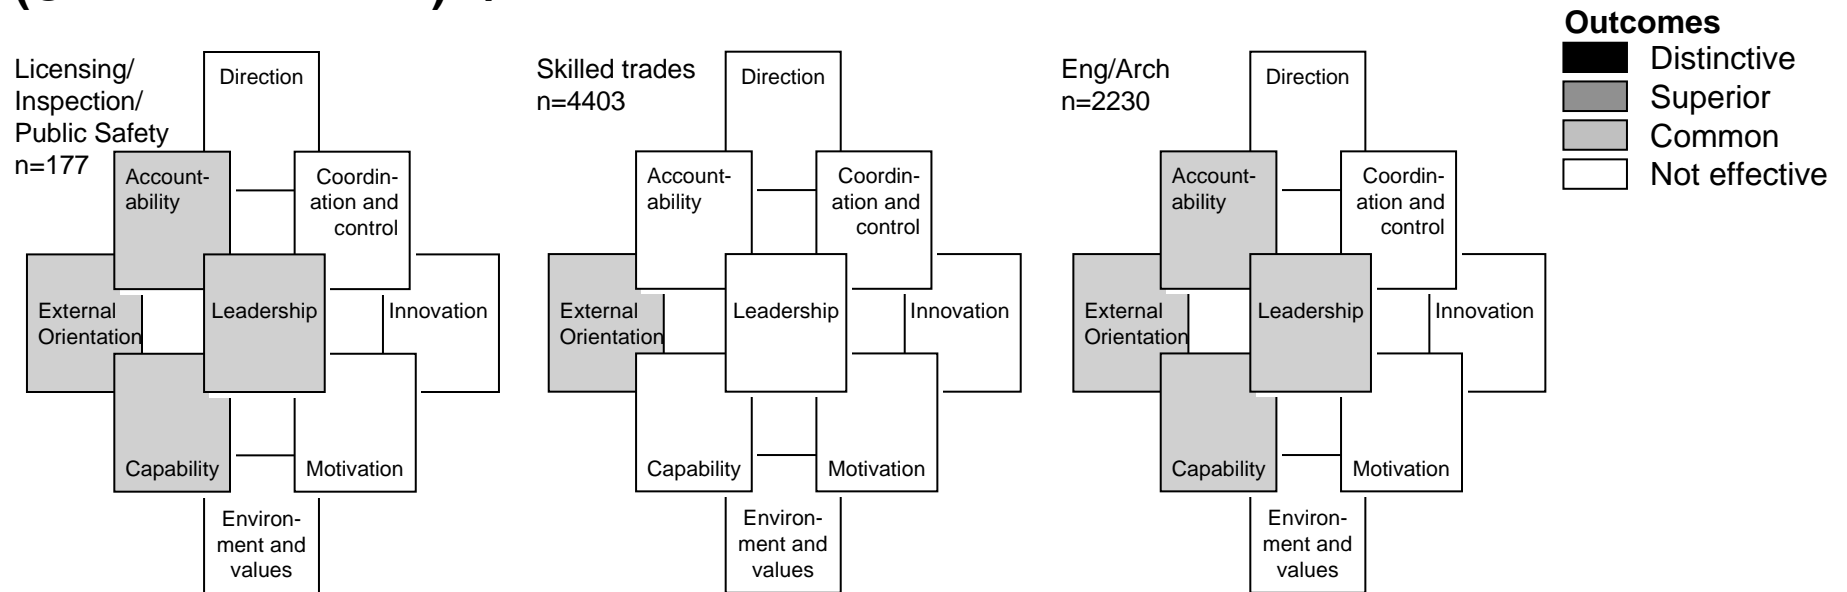 Outcomes
Distinctive
Superior
Common
Not effective
Licensing/
Inspection/
Public Safety
n=177
Direction
Account-
ability
Coordin-
ation and
control
External
Orientation
Leadership
Innovation
Capability
Motivation
Environ-
ment and
values
Skilled trades
n=4403
Direction
Account-
ability
Coordin-
ation and
control
External
Orientation
Leadership
Innovation
Capability
Motivation
Environ-
ment and
values
Eng/Arch
n=2230
Direction
Account-
ability
Coordin-
ation and
control
External
Orientation
Leadership
Innovation
Capability
Motivation
Environ-
ment and
values